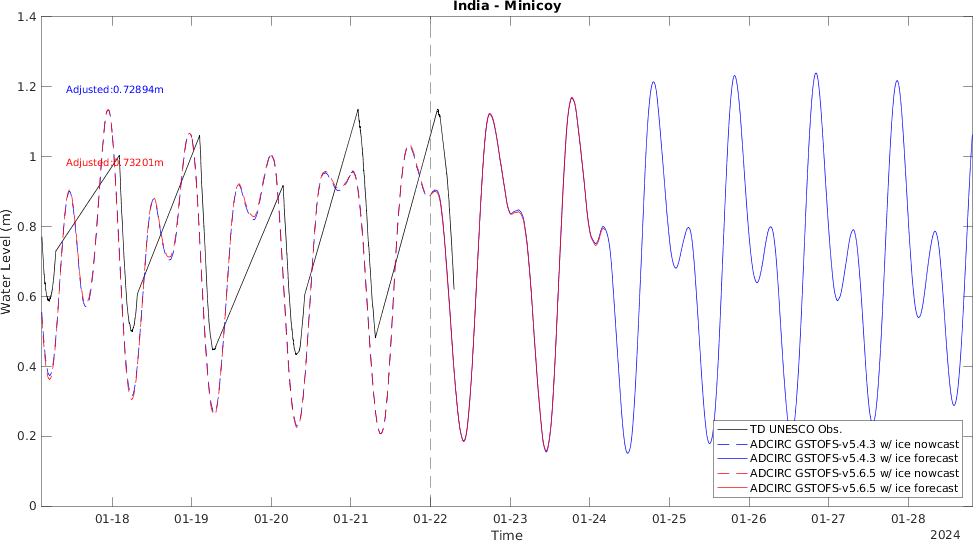 India - Minicoy
1.4
1.2
1
0.8
0.6
0.4
0.2
0
Water Level (m)
Adjusted:0.72894m
Adjusted:0.73201m
TD UNESCO Obs.
ADCIRC GSTOFS-v5.4.3 w/ ice nowcast
ADCIRC GSTOFS-v5.4.3 w/ ice forecast
ADCIRC GSTOFS-v5.6.5 w/ ice nowcast
ADCIRC GSTOFS-v5.6.5 w/ ice forecast
01-18 01-19 01-20 01-21 01-22 01-23 01-24 01-25 01-26 01-27 01-28
Time
2024